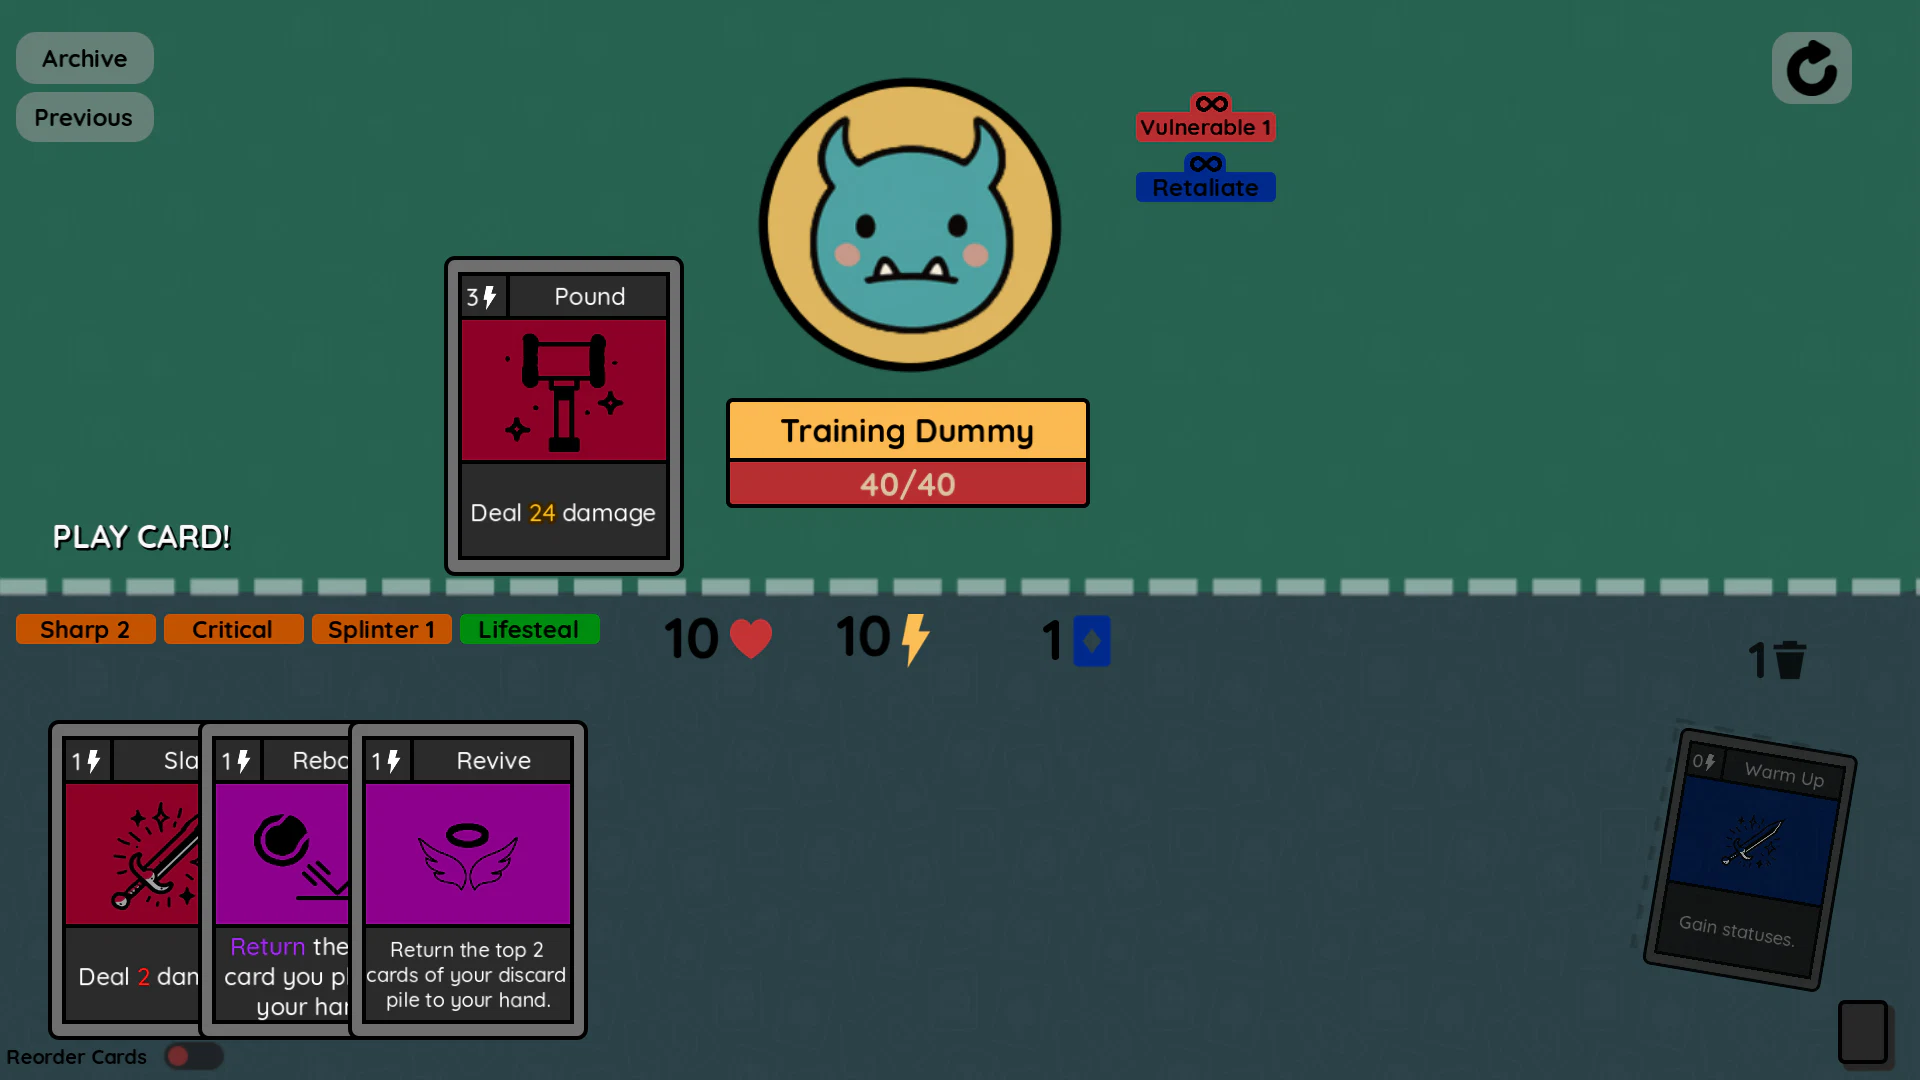 Archive
Previous
Vulnerable 1
Retaliate
3
Pound
Deal 24 damage
Training Dummy
40/40
PLAY CARD!
Sharp 2
Critical
Splinter 1
Lifesteal
10
10
1
1
1
Sla
Deal 2 dan
1
Rebo
Return the
card you pl
your har
1
Revive
Return the top 2
cards of your discard
pile to your hand.
0
Warm Up
Gain statuses.
Reorder Cards